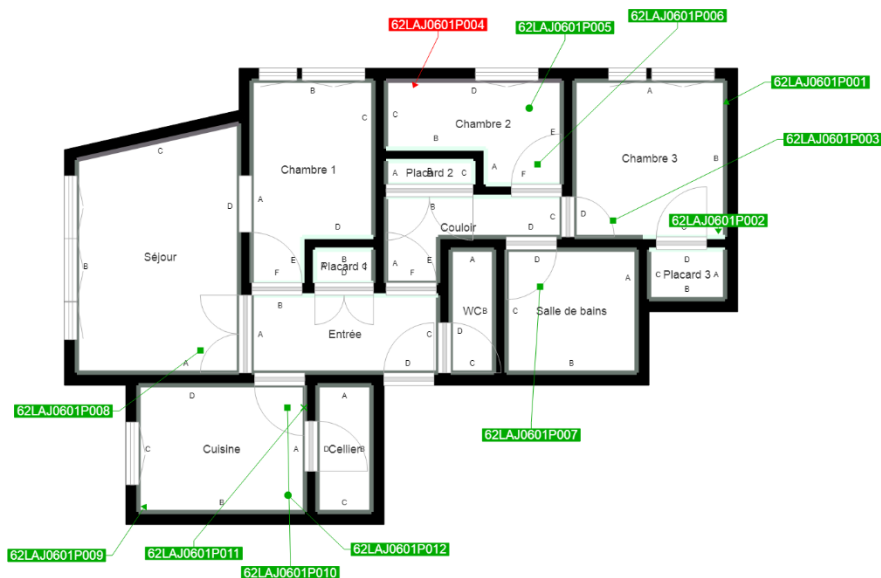 62LAJ0601P006
62LAJ0601P004
62LAJ0601P005
62LAJ0601P001
B
D
A
C
C
Chambre 2
E
62LAJ0601P003
C
B
Chambre 1
A
Chambre 3
B
A
Placard 2
B
C
F
D
A
B
C
D
62LAJ0601P002
Couloir
D
D
C
Séjour
B
E
F
Placard 1
B
D
E
F
A
D
A
C
Placard 3
A
B
B
A
Entrée
C
D
WC
B
D
C
C
Salle de bains
B
A
62LAJ0601P008
D
A
62LAJ0601P007
C
Cuisine
A
D
Cellier
B
B
C
62LAJ0601P009
62LAJ0601P011
62LAJ0601P012
62LAJ0601P010